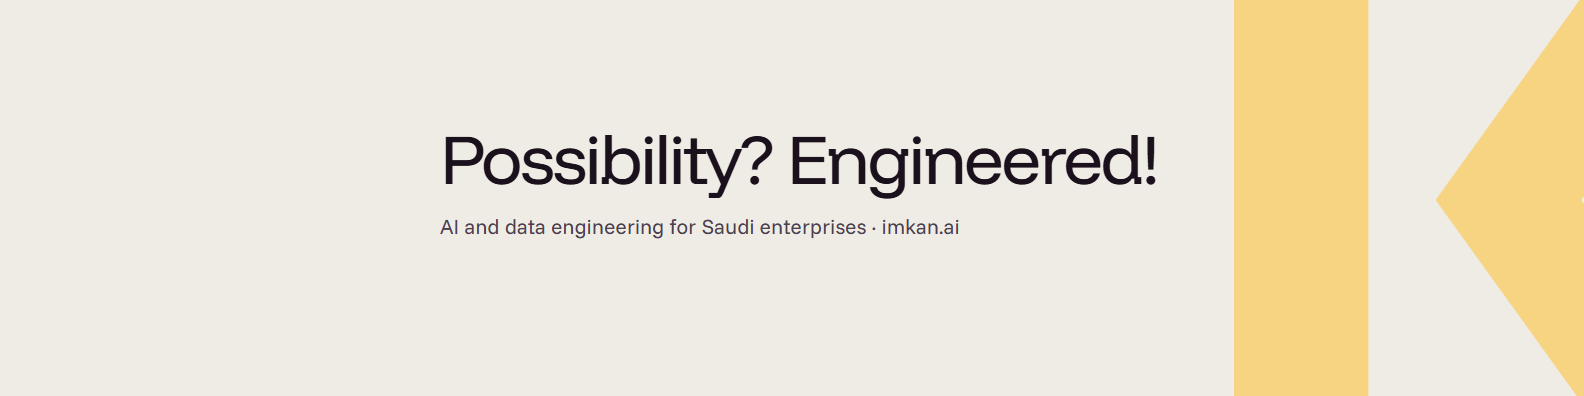 Possibility? Engineered!
AI and data engineering for Saudi enterprises · imkan.ai